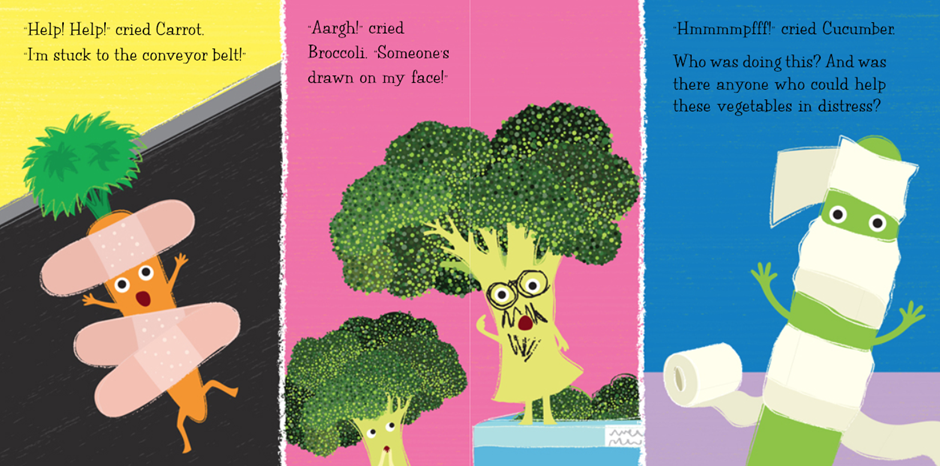 "Help! Help!" cried Carrot.
"I'm stuck to the conveyor belt!"
"Aargh!" cried
Broccoli. "Someone's
drawn on my face!"
"Hmmmmpfff!" cried Cucumber.
Who was doing this? And was
there anyone who could help
these vegetables in distress?